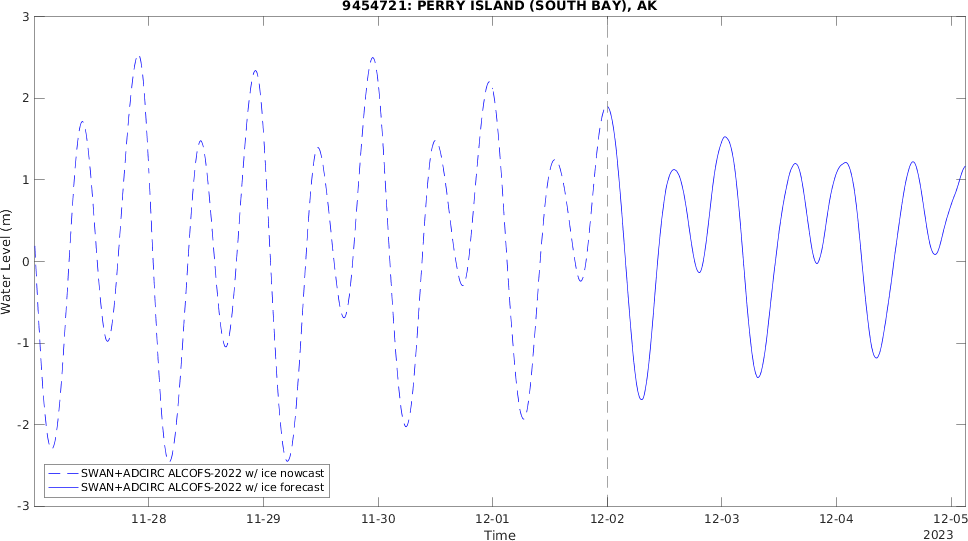 9454721: PERRY ISLAND (SOUTH BAY), AK
3
2
1
0
-1
-2
-3
Water Level (m)
SWAN+ADCIRC ALCOFS-2022 w/ ice nowcast
SWAN+ADCIRC ALCOFS-2022 w/ ice forecast
11-28 11-29 11-30 12-01 12-02 12-03 12-04 12-05
Time 2023